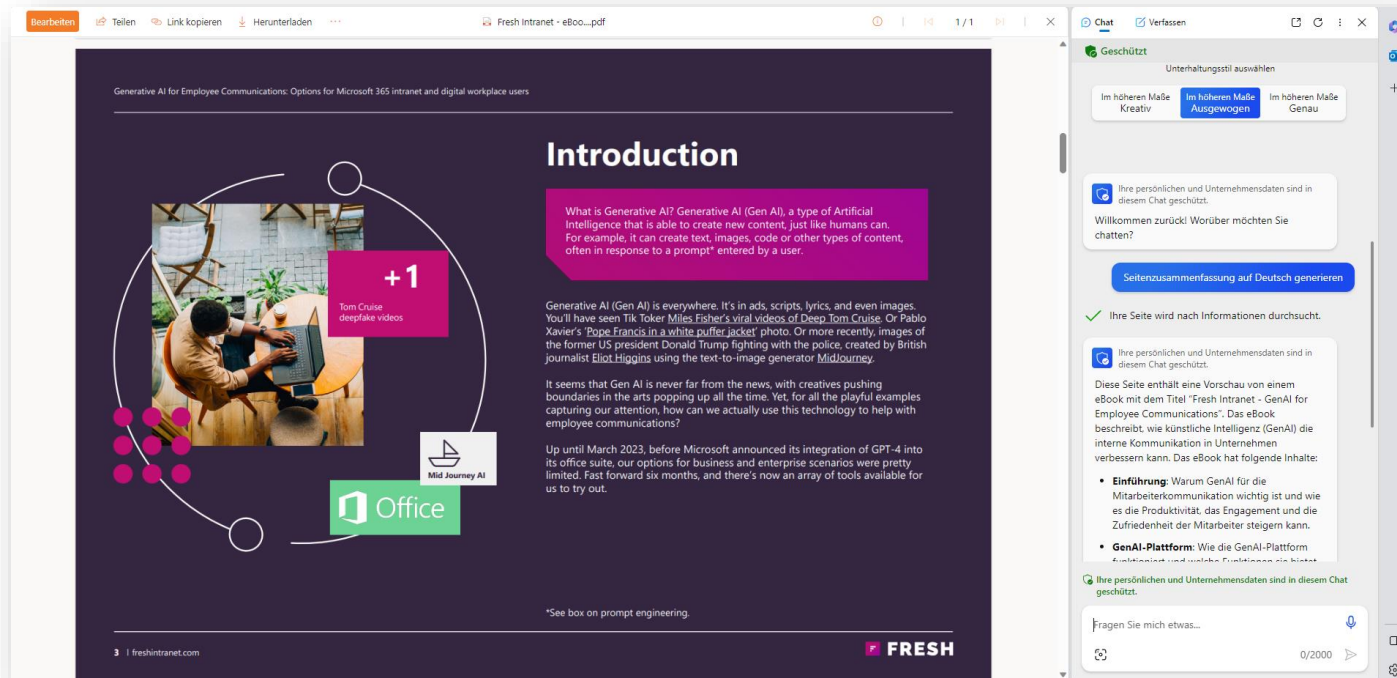 Bearbeiten Teilen Link kopieren Herunterladen ···
Fresh Intranet - eBoo....pdf
1 / 1
Generative AI for Employee Communications: Options for Microsoft 365 intranet and digital workplace users
Introduction
What is Generative AI? Generative AI (Gen AI), a type of Artificial
Intelligence that is able to create new content, just like humans can.
For example, it can create text, images, code or other types of content,
often in response to a prompt* entered by a user.
+1
Tom Cruise
deepfake videos
Generative AI (Gen AI) is everywhere. It's in ads, scripts, lyrics, and even images.
You'll have seen Tik Toker Miles Fisher's viral videos of Deep Tom Cruise. Or Pablo
Xavier's 'Pope Francis in a white puffer jacket' photo. Or more recently, images of
the former US president Donald Trump fighting with the police, created by British
journalist Eliot Higgins using the text-to-image generator MidJourney.
It seems that Gen AI is never far from the news, with creatives pushing
boundaries in the arts popping up all the time. Yet, for all the playful examples
capturing our attention, how can we actually use this technology to help with
employee communications?
Up until March 2023, before Microsoft announced its integration of GPT-4 into
its office suite, our options for business and enterprise scenarios were pretty
limited. Fast forward six months, and there's now an array of tools available for
us to try out.
Mid Journey AI
Office
*See box on prompt engineering.
3 | freshintranet.com
FRESH
Chat Verfassen
Geschützt
Unterhaltungsstil auswählen
Im höheren Maße
Kreativ
Im höheren Maße
Ausgewogen
Im höheren Maße
Genau
Ihre persönlichen und Unternehmensdaten sind in
diesem Chat geschützt.
Willkommen zurück! Worüber möchten Sie
chatten?
Seitenzusammenfassung auf Deutsch generieren
Ihre Seite wird nach Informationen durchsucht.
Ihre persönlichen und Unternehmensdaten sind in
diesem Chat geschützt.
Diese Seite enthält eine Vorschau von einem
eBook mit dem Titel "Fresh Intranet - GenAI for
Employee Communications". Das eBook
beschreibt, wie künstliche Intelligenz (GenAI) die
interne Kommunikation in Unternehmen
verbessern kann. Das eBook hat folgende Inhalte:
• Einführung: Warum GenAI für die
Mitarbeiterkommunikation wichtig ist und wie
es die Produktivität, das Engagement und die
Zufriedenheit der Mitarbeiter steigern kann.
• GenAI-Plattform: Wie die GenAI-Plattform
funktioniert und welche Funktionen sie bietet
Ihre persönlichen und Unternehmensdaten sind in diesem Chat
geschützt.
Fragen Sie mich etwas...
0/2000